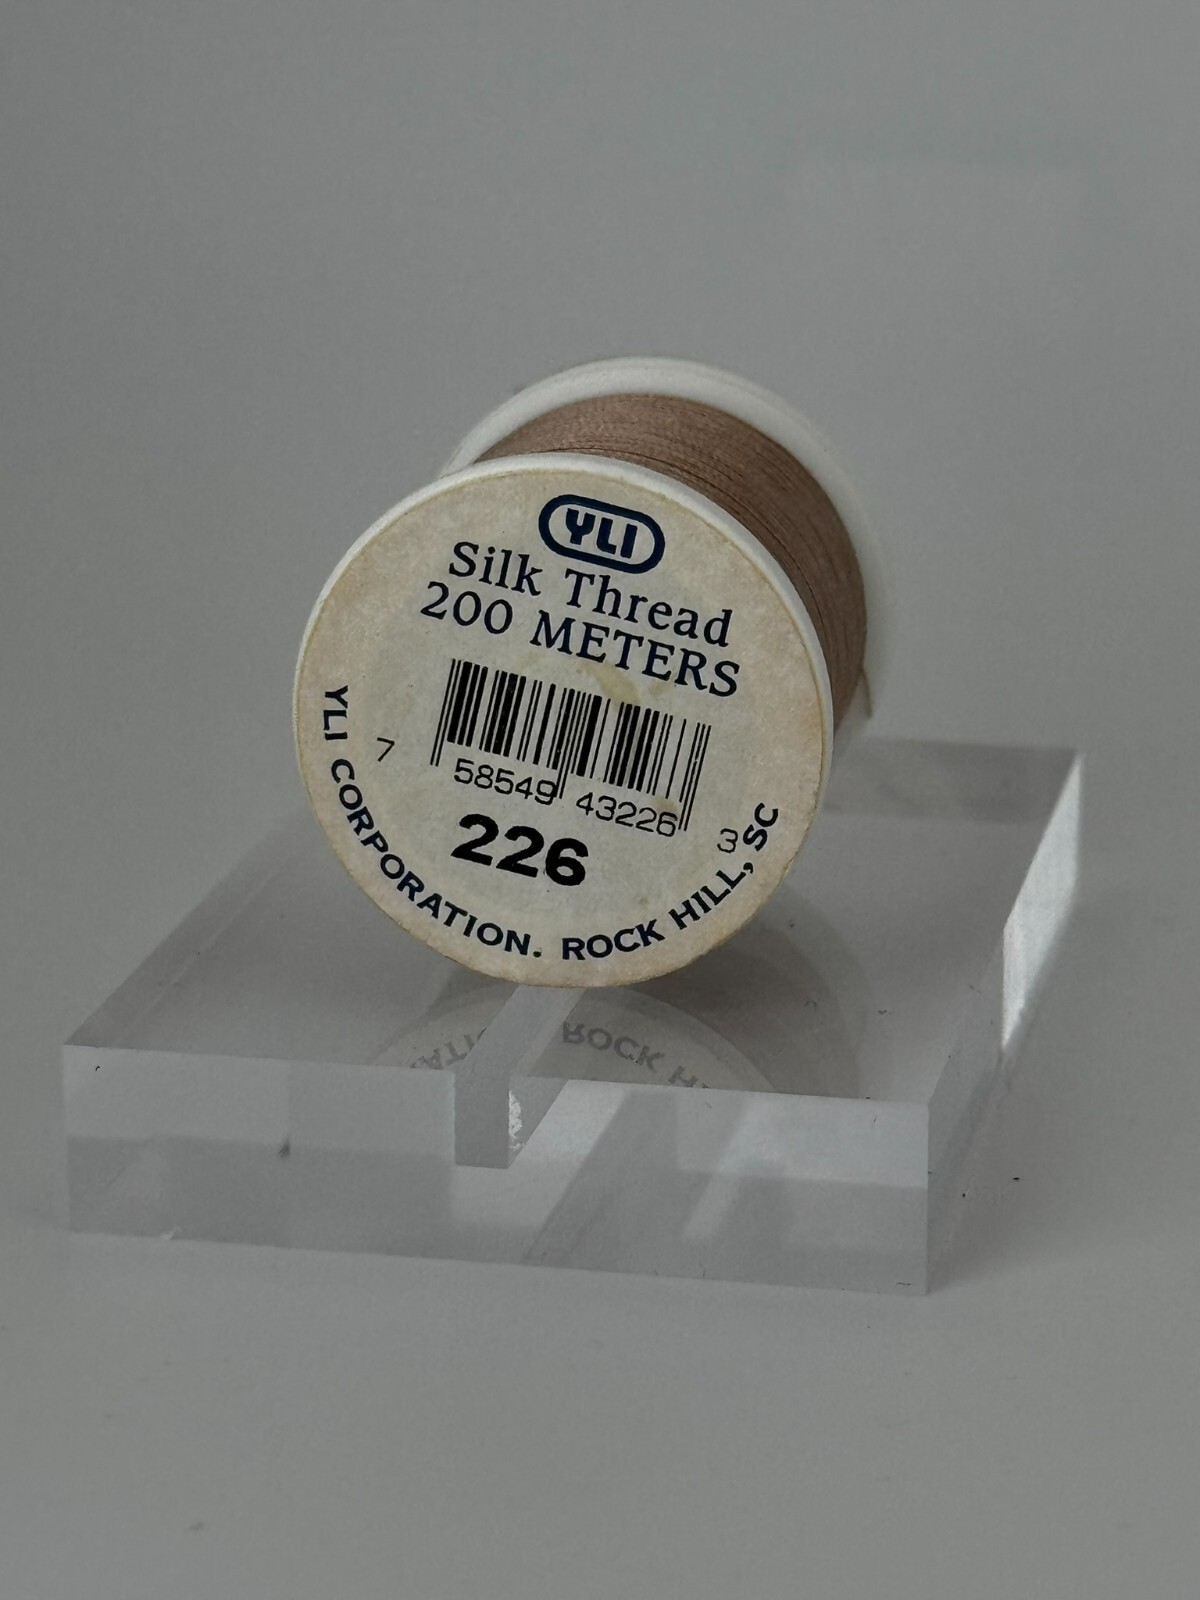 YLI
Silk Thread
200 METERS
7 58549 43226 3
226
YLI CORPORATION. ROCK HILL, SC